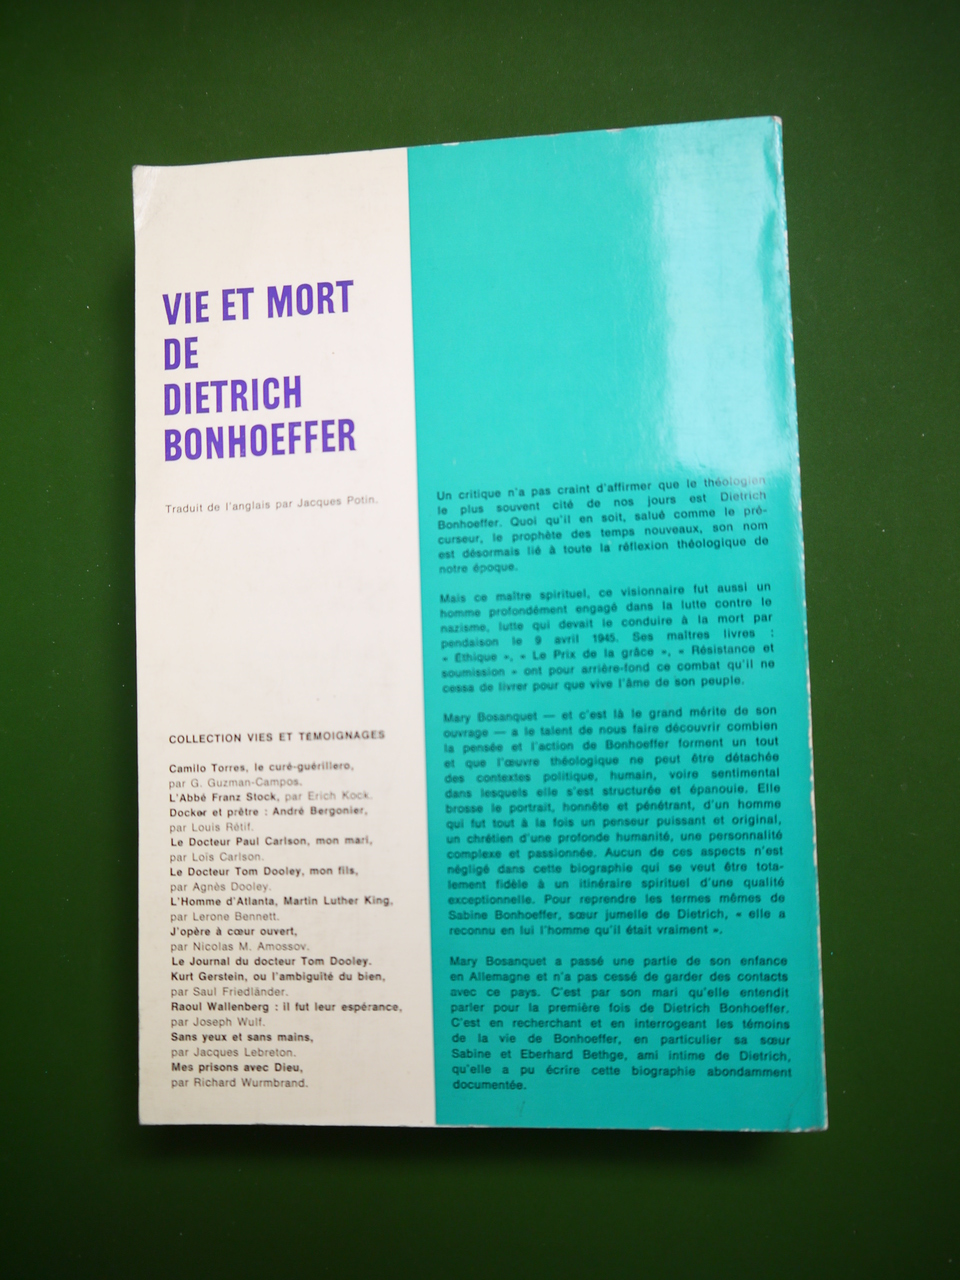 VIE ET MORT
DE
DIETRICH
BONHOEFFER
Traduit de l'anglais par Jacques Potin.
COLLECTION VIES ET TEMOIGNAGES
Camilo Torres, le curé-guérillero,
par G. Guzman-Campos.
L'Abbé Franz Stock, par Erich Kock.
Docker et prêtre : André Bergonier,
par Louis Rétif.
Le Docteur Paul Carlson, mon mari,
par Lois Carlson.
Le Docteur Tom Dooley, mon fils,
par Agnès Dooley.
L'Homme d'Atlanta, Martin Luther King,
par Lerone Bennett.
J'opère à cœur ouvert,
par Nicolas M. Amossov.
Le Journal du docteur Tom Dooley.
Kurt Gerstein, ou l'ambiguïté du bien,
par Saul Friedländer.
Raoul Wallenberg : il fut leur espérance,
par Joseph Wulf.
Sans yeux et sans mains,
par Jacques Lebreton.
Mes prisons avec Dieu,
par Richard Wurmbrand.
Un critique n'a pas craint d'affirmer que le théologien
le plus souvent cité de nos jours est Dietrich
Bonhoeffer. Quoi qu'il en soit, salué comme le pré-
curseur, le prophète des temps nouveaux, son nom
est désormais lié à toute la réflexion théologique de
notre époque.
Mais ce maître spirituel, ce visionnaire fut aussi un
homme profondément engagé dans la lutte contre le
nazisme, lutte qui devait le conduire à la mort par
pendaison le 9 avril 1945. Ses maîtres livres :
« Éthique », « Le Prix de la grâce », « Résistance et
soumission » ont pour arrière-fond ce combat qu'il ne
cessa de livrer pour que vive l'âme de son peuple.
Mary Bosanquet — et c'est là le grand mérite de son
ouvrage — a le talent de nous faire découvrir combien
la pensée et l'action de Bonhoeffer forment un tout
et que l'œuvre théologique ne peut être détachée
des contextes politique, humain, voire sentimental
dans lesquels elle s'est structurée et épanouie. Elle
brosse le portrait, honnête et pénétrant, d'un homme
qui fut tout à la fois un penseur puissant et original,
un chrétien d'une profonde humanité, une personnalité
complexe et passionnée. Aucun de ces aspects n'est
négligé dans cette biographie qui se veut être tota-
lement fidèle à un itinéraire spirituel d'une qualité
exceptionnelle. Pour reprendre les termes mêmes de
Sabine Bonhoeffer, sœur jumelle de Dietrich, « elle a
reconnu en lui l'homme qu'il était vraiment ».
Mary Bosanquet a passé une partie de son enfance
en Allemagne et n'a pas cessé de garder des contacts
avec ce pays. C'est par son mari qu'elle entendit
parler pour la première fois de Dietrich Bonhoeffer.
C'est en recherchant et en interrogeant les témoins
de la vie de Bonhoeffer, en particulier sa sœur
Sabine et Eberhard Bethge, ami intime de Dietrich,
qu'elle a pu écrire cette biographie abondamment
documentée.